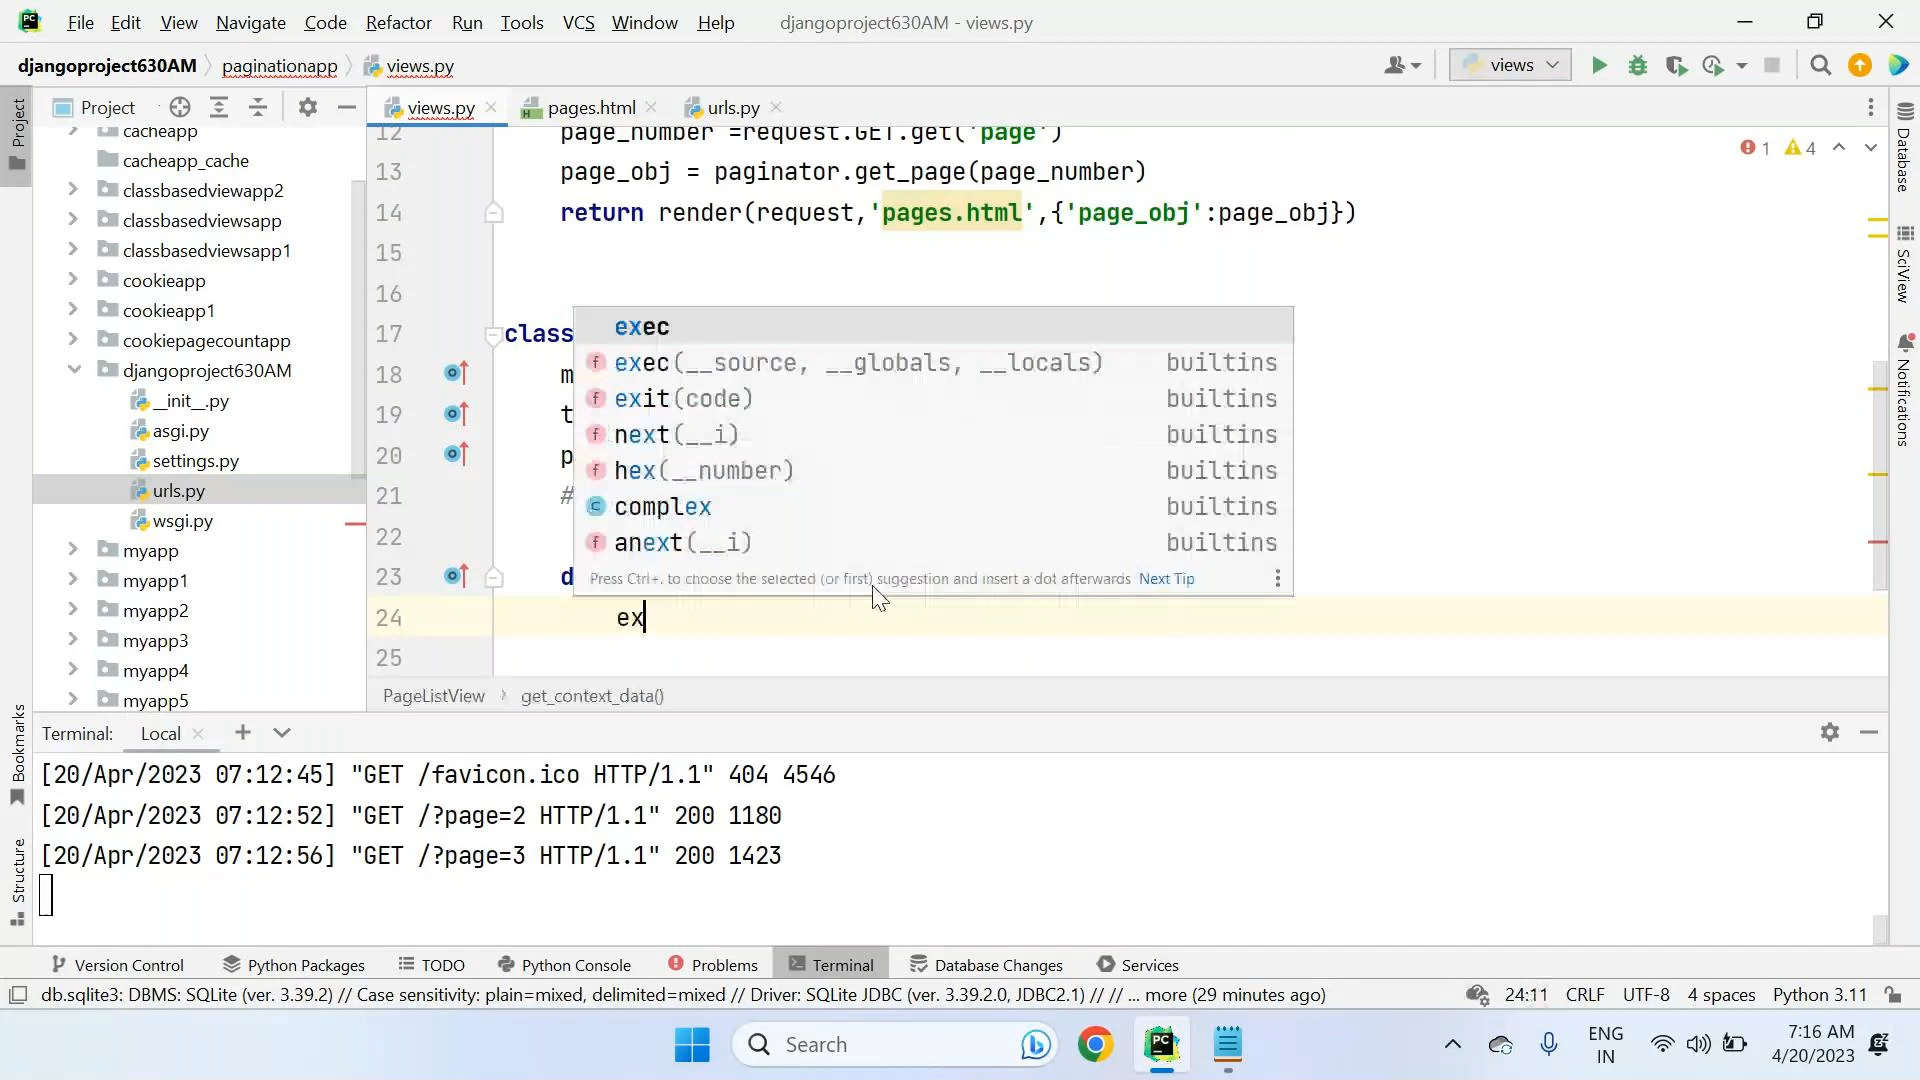 File Edit View Navigate Code Refactor Run Tools VCS Window Help djangoproject630AM - views.py
djangoproject630AM paginationapp views.py views
Project
views.py pages.html urls.py
cacheapp
cacheapp_cache
classbasedviewapp2
classbasedviewsapp
classbasedviewsapp1
cookieapp
cookieapp1
cookiepagecountapp
djangoproject630AM
__init__.py
asgi.py
settings.py
urls.py
wsgi.py
myapp
myapp1
myapp2
myapp3
myapp4
myapp5
12 page_number =request.GET.get('page')
13 page_obj = paginator.get_page(page_number)
14 return render(request,'pages.html',{'page_obj':page_obj})
15
16
17 class
18 m
19 t
20 p
21 #
22
23 d
24 ex
25
exec
exec(__source, __globals, __locals) builtins
exit(code) builtins
next(__i) builtins
hex(__number) builtins
complex builtins
anext(__i) builtins
Press Ctrl+. to choose the selected (or first) suggestion and insert a dot afterwards Next Tip
1 4
PageListView get_context_data()
Project
Bookmarks
Structure
Database
SciView
Notifications
Terminal: Local
[20/Apr/2023 07:12:45] "GET /favicon.ico HTTP/1.1" 404 4546
[20/Apr/2023 07:12:52] "GET /?page=2 HTTP/1.1" 200 1180
[20/Apr/2023 07:12:56] "GET /?page=3 HTTP/1.1" 200 1423
Version Control Python Packages TODO Python Console Problems Terminal Database Changes Services
db.sqlite3: DBMS: SQLite (ver. 3.39.2) // Case sensitivity: plain=mixed, delimited=mixed // Driver: SQLite JDBC (ver. 3.39.2.0, JDBC2.1) // // ... more (29 minutes ago) 24:11 CRLF UTF-8 4 spaces Python 3.11
Search
ENG
IN
7:16 AM
4/20/2023